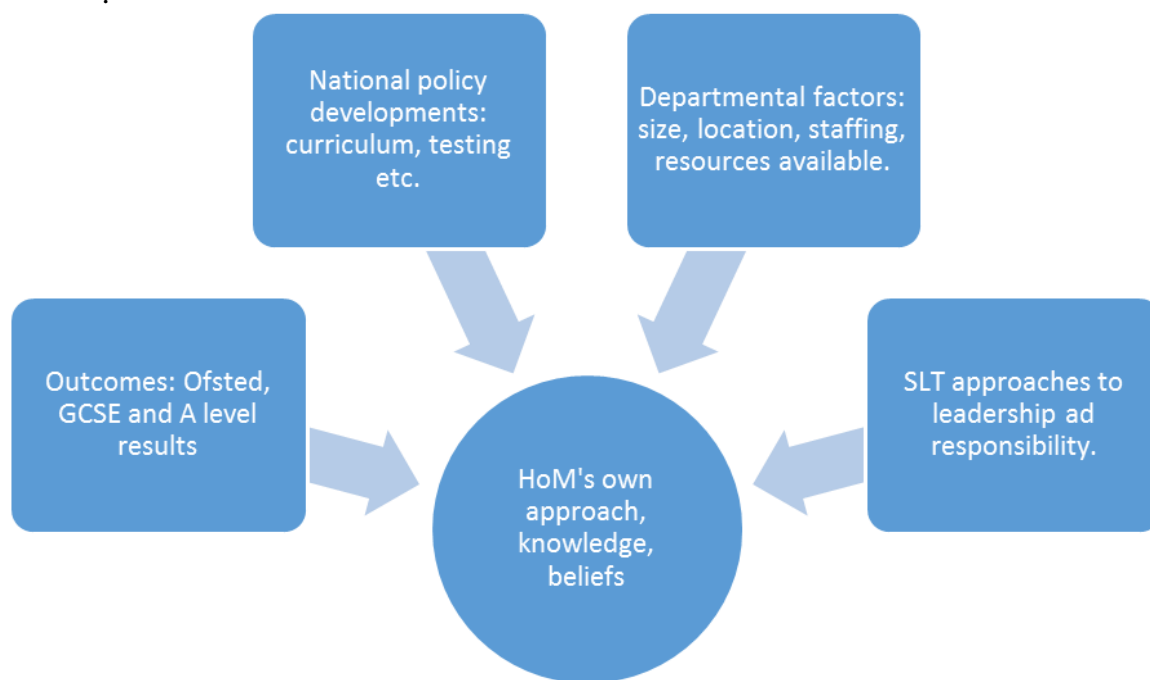 National policy
developments:
curriculum, testing
etc.
Departmental factors:
size, location, staffing,
resources available.
Outcomes: Ofsted,
GCSE and A level
results
SLT approaches to
leadership ad
responsibility.
HoM's own
approach,
knowledge,
beliefs